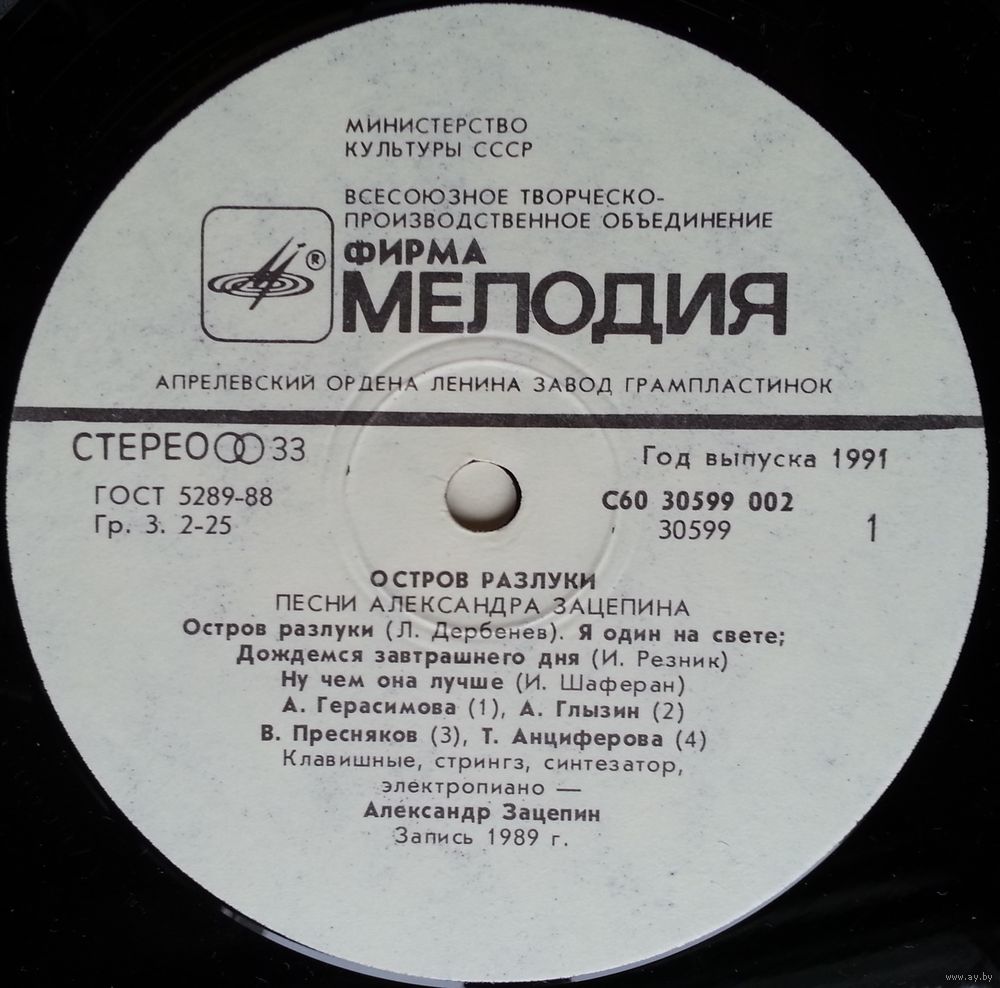 МИНИСТЕРСТВО
КУЛЬТУРЫ СССР
ВСЕСОЮЗНОЕ ТВОРЧЕСКО-
ПРОИЗВОДСТВЕННОЕ ОБЪЕДИНЕНИЕ
ФИРМА
®
МЕЛОДИЯ
АПРЕЛЕВСКИЙ ОРДЕНА ЛЕНИНА ЗАВОД ГРАМПЛАСТИНОК
СТЕРЕО 33
Год выпуска 1991
ГОСТ 5289-88
С60 30599 002
Гр. 3. 2-25
30599
1
ОСТРОВ РАЗЛУКИ
ПЕСНИ АЛЕКСАНДРА ЗАЦЕПИНА
Остров разлуки (Л. Дербенев). Я один на свете;
Дождемся завтрашнего дня (И. Резник)
Ну чем она лучше (И. Шаферан)
А. Герасимова (1), А. Глызин (2)
В. Пресняков (3), Т. Анциферова (4)
Клавишные, стрингз, синтезатор,
электропиано —
Александр Зацепин
Запись 1989 г.
www.ay.by